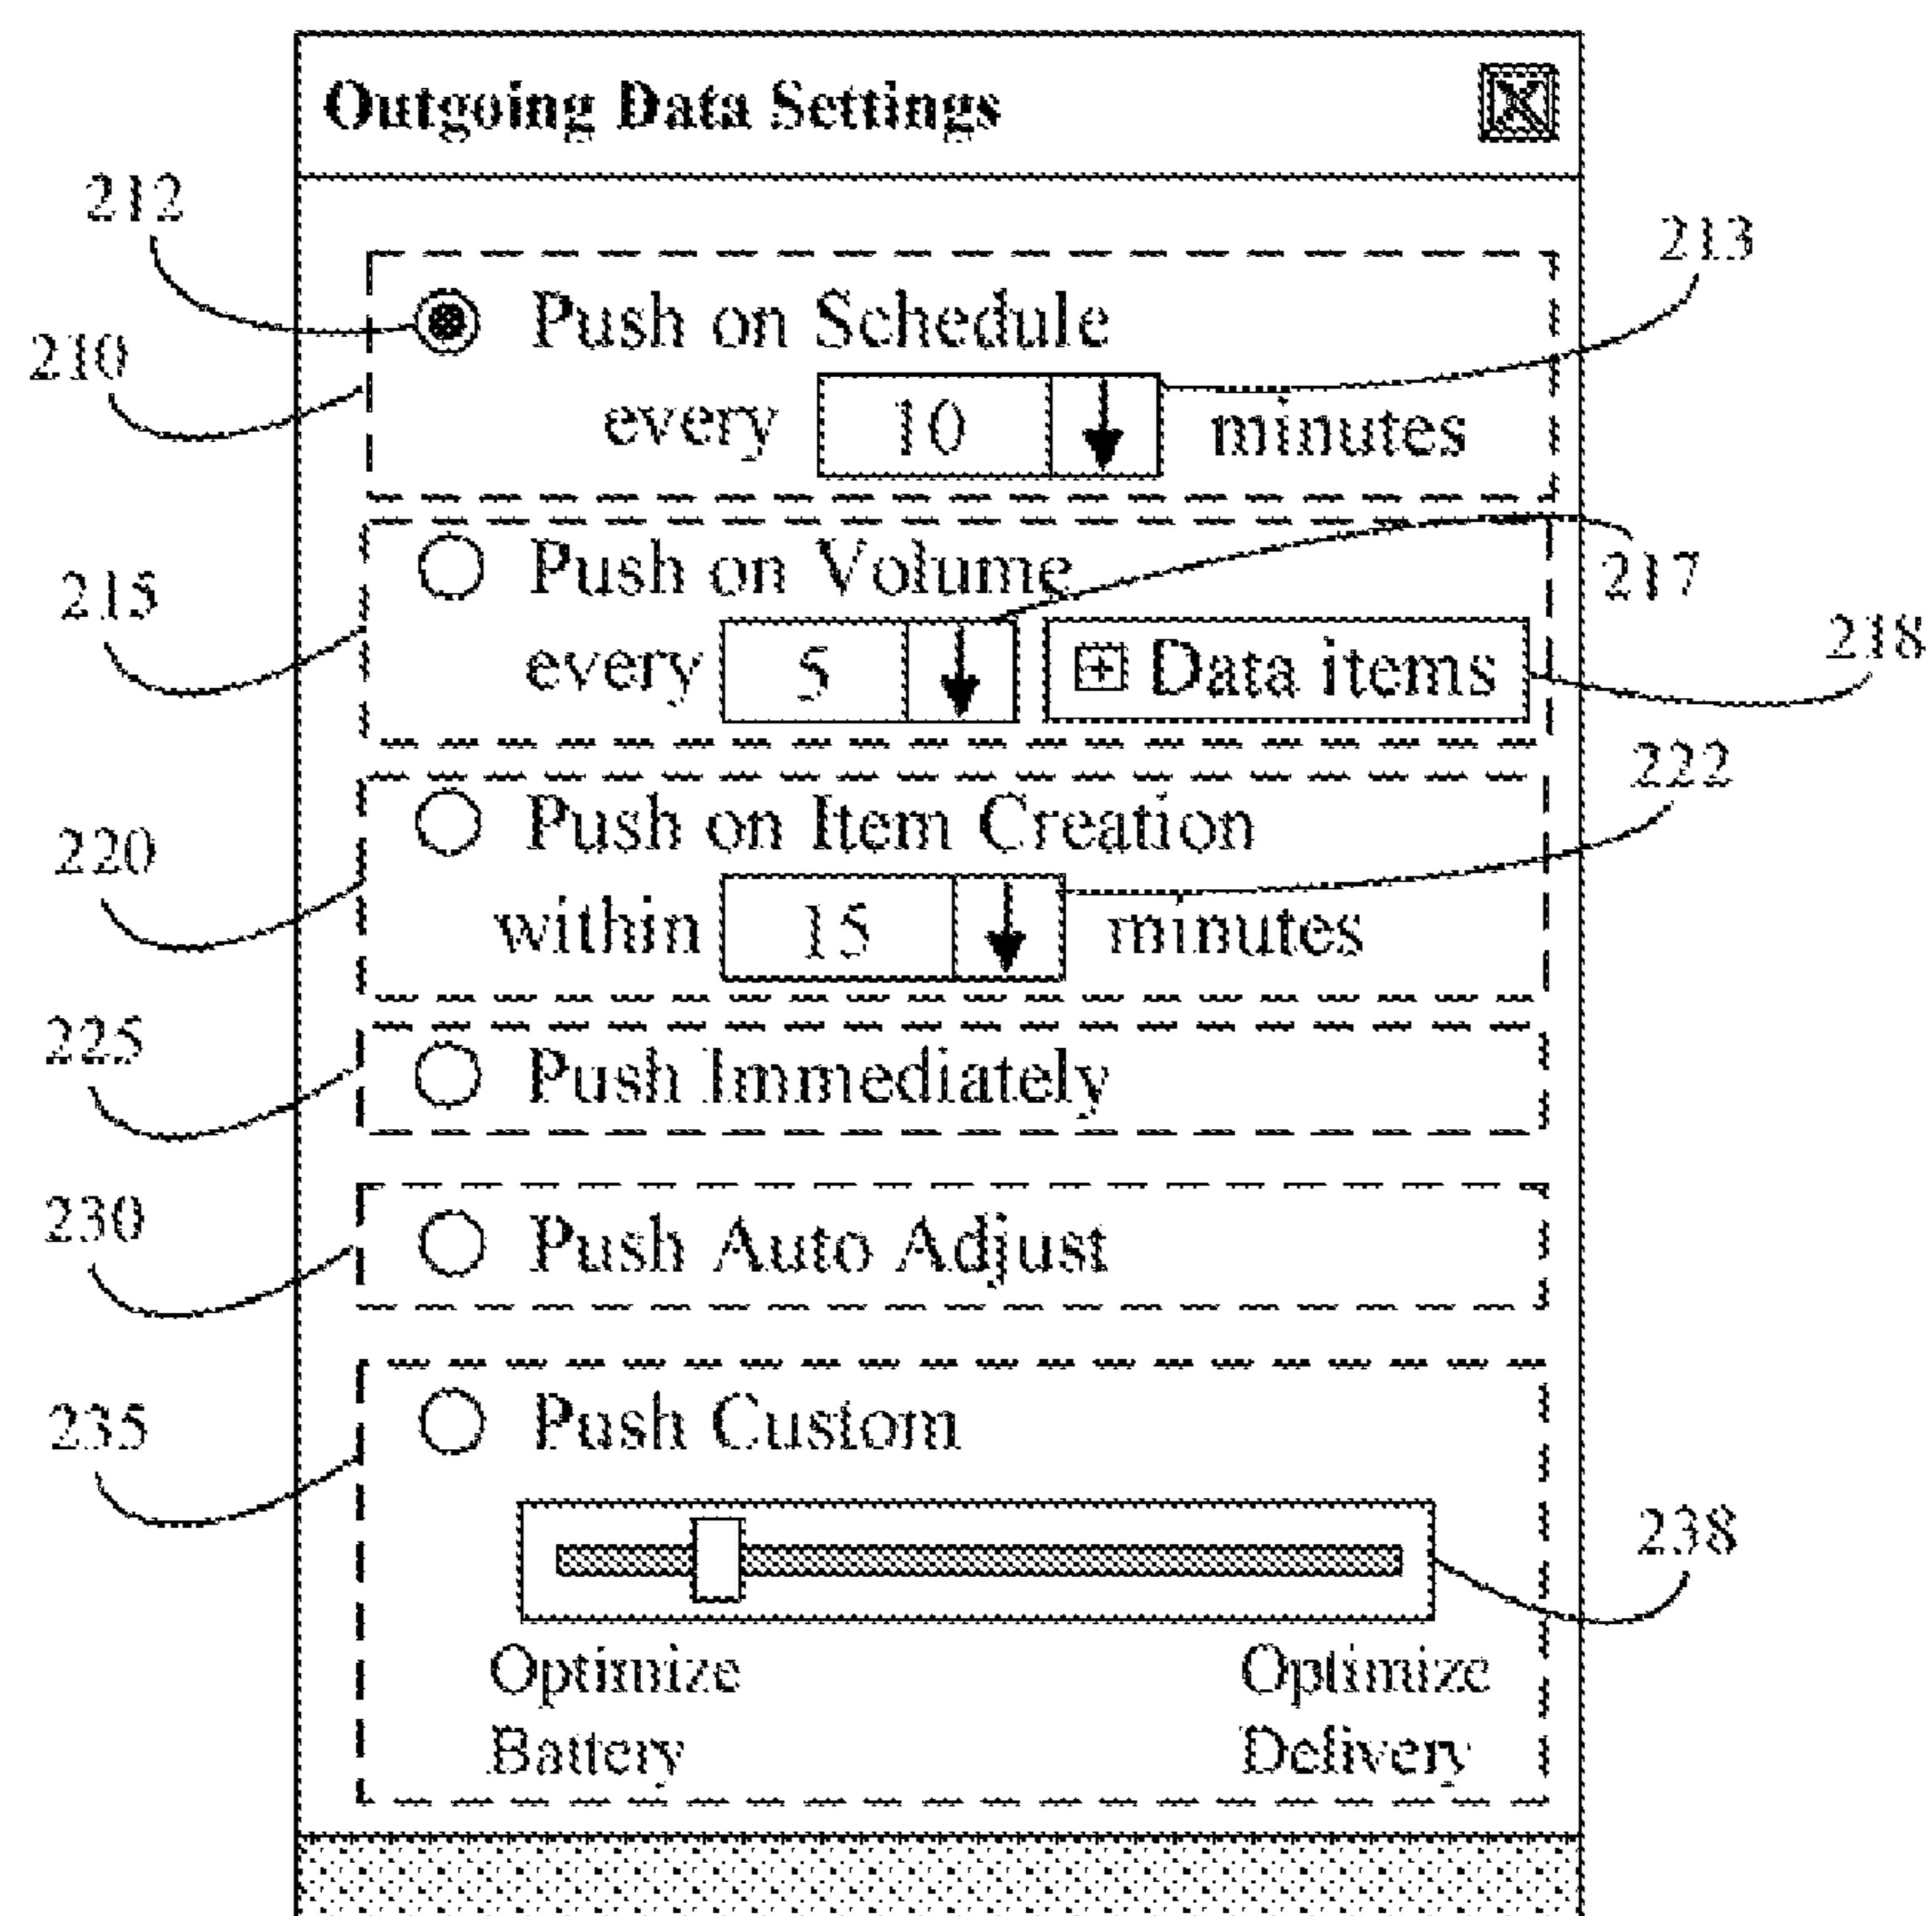 Outgoing Data Settings X
212
213
Push on Schedule
210
every 10 minutes
Push on Volume
217
215
218
every 5 + Data items
222
Push on Item Creation
220
within 15 minutes
225
Push Immediately
230
Push Auto Adjust
235
Push Custom
238
Optimize Optimize
Battery Delivery